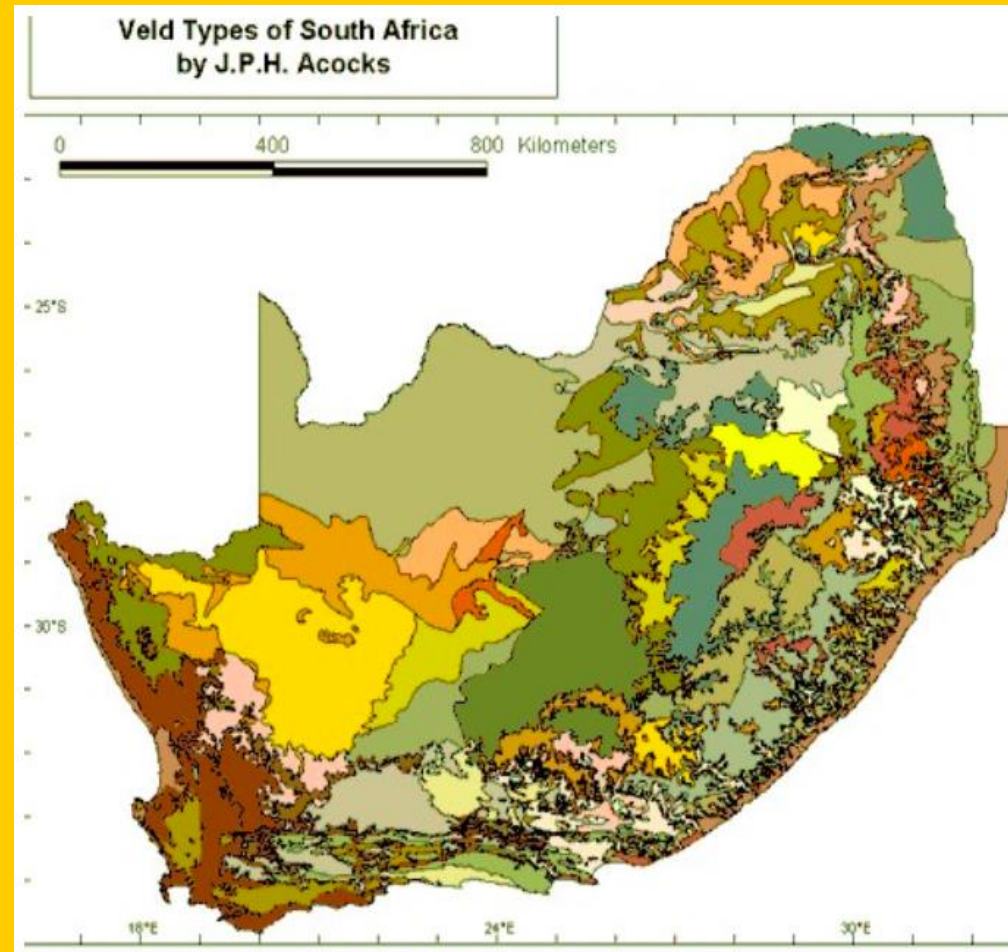 Veld Types of South Africa
by J.P.H. Acocks
0 400 800 Kilometers
25°S
30°S
18°E 24°E 30°E